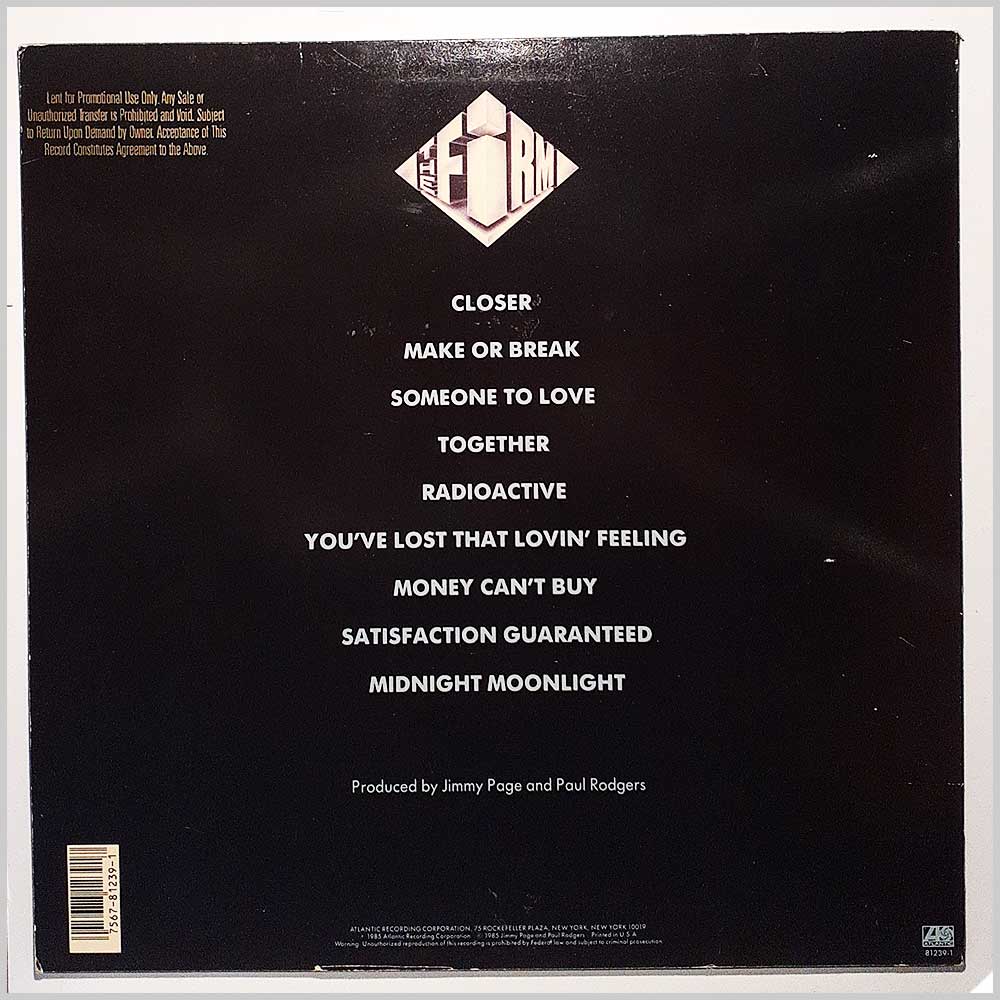 Lent for Promotional Use Only. Any Sale or
Unauthorized Transfer is Prohibited and Void. Subject
to Return Upon Demand by Owner. Acceptance of This
Record Constitutes Agreement to the Above.
THE FiRM
CLOSER
MAKE OR BREAK
SOMEONE TO LOVE
TOGETHER
RADIOACTIVE
YOU'VE LOST THAT LOVIN' FEELING
MONEY CAN'T BUY
SATISFACTION GUARANTEED
MIDNIGHT MOONLIGHT
Produced by Jimmy Page and Paul Rodgers
7567-81239-1
ATLANTIC RECORDING CORPORATION, 75 ROCKEFELLER PLAZA, NEW YORK, NEW YORK 10019
℗ 1985 Atlantic Recording Corporation © 1985 Jimmy Page and Paul Rodgers Printed in U.S.A.
Warning: Unauthorized reproduction of this recording is prohibited by Federal law and subject to criminal prosecution.
ATLANTIC
81239-1